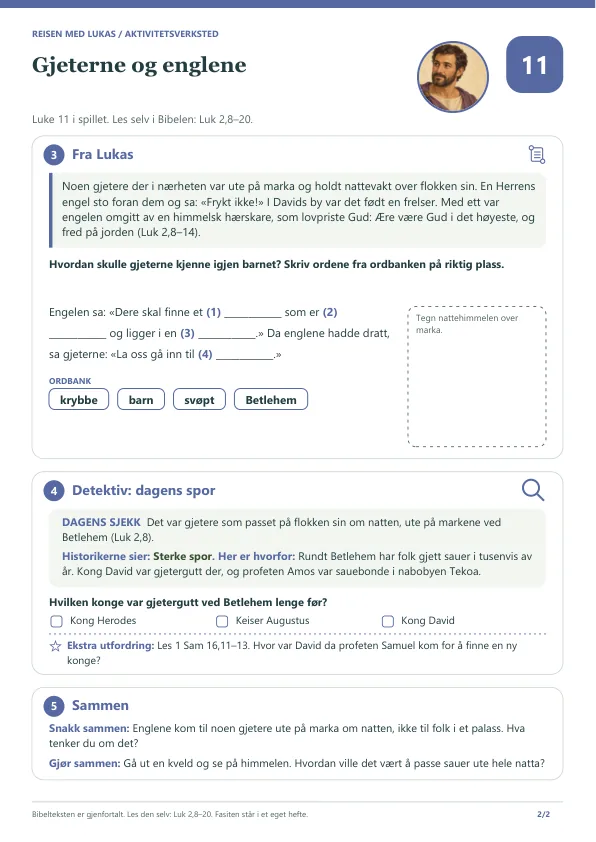 REISEN MED LUKAS / AKTIVITETSVERKSTED
Gjeterne og englene
11
Luke 11 i spillet. Les selv i Bibelen: Luk 2,8–20.
3 Fra Lukas
Noen gjetere der i nærheten var ute på marka og holdt nattevakt over flokken sin. En Herrens
engel sto foran dem og sa: «Frykt ikke!» I Davids by var det født en frelser. Med ett var
engelen omgitt av en himmelsk hærskare, som lovpriste Gud: Ære være Gud i det høyeste, og
fred på jorden (Luk 2,8–14).
Hvordan skulle gjeterne kjenne igjen barnet? Skriv ordene fra ordbanken på riktig plass.
Engelen sa: «Dere skal finne et (1) __________ som er (2)
__________ og ligger i en (3) __________.» Da englene hadde dratt,
sa gjeterne: «La oss gå inn til (4) __________.»
Tegn nattehimmelen over
marka.
ORDBANK
krybbe barn svøpt Betlehem
4 Detektiv: dagens spor
DAGENS SJEKK Det var gjetere som passet på flokken sin om natten, ute på markene ved
Betlehem (Luk 2,8).
Historikerne sier: Sterke spor. Her er hvorfor: Rundt Betlehem har folk gjett sauer i tusenvis av
år. Kong David var gjetergutt der, og profeten Amos var sauebonde i nabobyen Tekoa.
Hvilken konge var gjetergutt ved Betlehem lenge før?
Kong Herodes Keiser Augustus Kong David
Ekstra utfordring: Les 1 Sam 16,11–13. Hvor var David da profeten Samuel kom for å finne en ny
konge?
5 Sammen
Snakk sammen: Englene kom til noen gjetere ute på marka om natten, ikke til folk i et palass. Hva
tenker du om det?
Gjør sammen: Gå ut en kveld og se på himmelen. Hvordan ville det vært å passe sauer ute hele natta?
Bibelteksten er gjenfortalt. Les den selv: Luk 2,8–20. Fasiten står i et eget hefte.
2/2